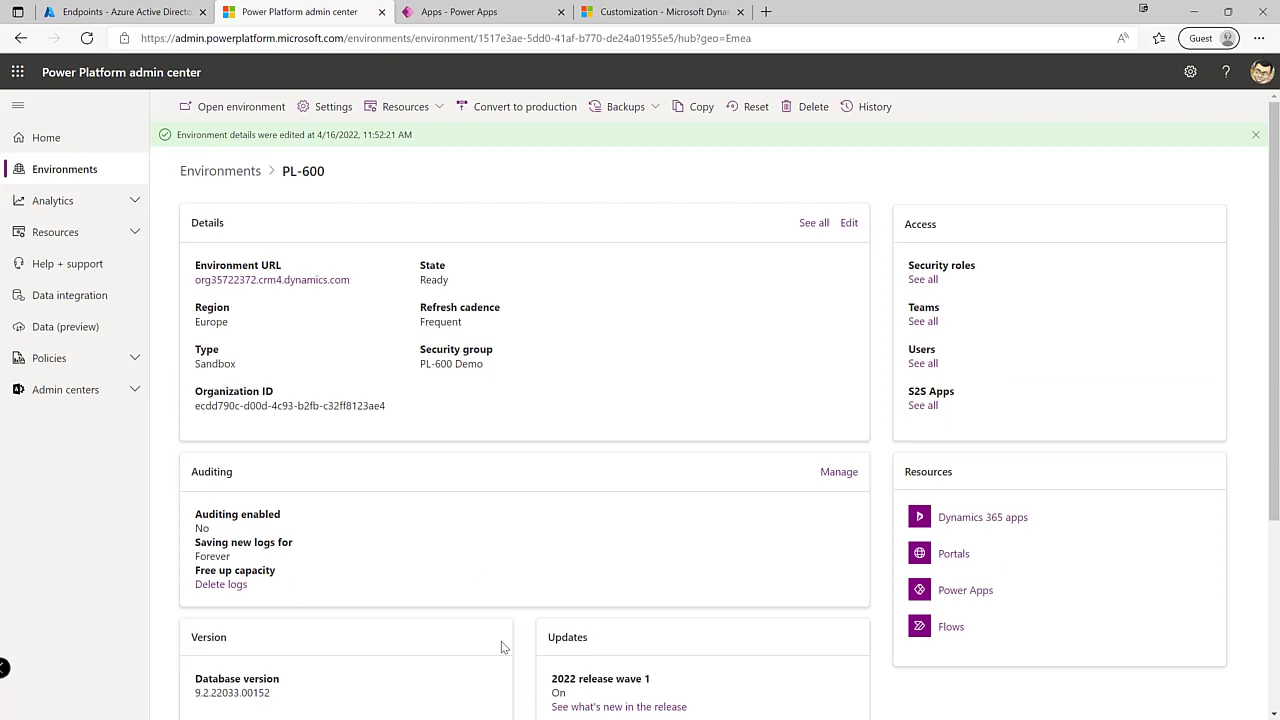 Endpoints - Azure Active Directo
Power Platform admin center
Apps - Power Apps
Customization - Microsoft Dyna
https://admin.powerplatform.microsoft.com/environments/environment/1517e3ae-5dd0-41af-b770-de24a01955e5/hub?geo=Emea
Guest
Power Platform admin center
Open environment
Settings
Resources
Convert to production
Backups
Copy
Reset
Delete
History
Environment details were edited at 4/16/2022, 11:52:21 AM
Home
Environments
Analytics
Resources
Help + support
Data integration
Data (preview)
Policies
Admin centers
Environments > PL-600
Details
See all
Edit
Environment URL
org35722372.crm4.dynamics.com
State
Ready
Region
Europe
Refresh cadence
Frequent
Type
Sandbox
Security group
PL-600 Demo
Organization ID
ecdd790c-d00d-4c93-b2fb-c32ff8123ae4
Access
Security roles
See all
Teams
See all
Users
See all
S2S Apps
See all
Auditing
Manage
Auditing enabled
No
Saving new logs for
Forever
Free up capacity
Delete logs
Resources
Dynamics 365 apps
Portals
Power Apps
Flows
Version
Database version
9.2.22033.00152
Updates
2022 release wave 1
On
See what's new in the release